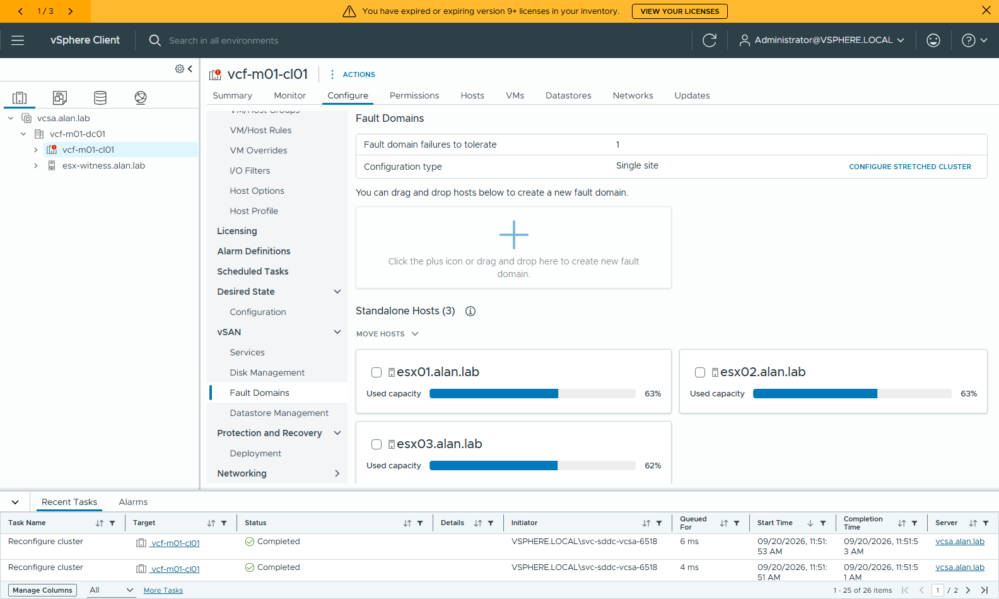 1 / 3
You have expired or expiring version 9+ licenses in your inventory.
VIEW YOUR LICENSES
vSphere Client
Search in all environments
Administrator@VSPHERE.LOCAL
vcsa.alan.lab
vcf-m01-dc01
vcf-m01-cl01
esx-witness.alan.lab
vcf-m01-cl01
ACTIONS
Summary
Monitor
Configure
Permissions
Hosts
VMs
Datastores
Networks
Updates
VM/Host Groups
VM/Host Rules
VM Overrides
I/O Filters
Host Options
Host Profile
Licensing
Alarm Definitions
Scheduled Tasks
Desired State
Configuration
vSAN
Services
Disk Management
Fault Domains
Datastore Management
Protection and Recovery
Deployment
Networking
Fault Domains
Fault domain failures to tolerate 1
Configuration type Single site CONFIGURE STRETCHED CLUSTER
You can drag and drop hosts below to create a new fault domain.
Click the plus icon or drag and drop here to create new fault
domain.
Standalone Hosts (3)
MOVE HOSTS
esx01.alan.lab
Used capacity 63%
esx02.alan.lab
Used capacity 63%
esx03.alan.lab
Used capacity 62%
Recent Tasks
Alarms
Task Name
Target
Status
Details
Initiator
Queued
For
Start Time
Completion
Time
Server
Reconfigure cluster
vcf-m01-cl01
Completed
VSPHERE.LOCAL\svc-sddc-vcsa-6518
6 ms
09/20/2026, 11:51:
53 AM
09/20/2026, 11:51:5
3 AM
vcsa.alan.lab
Reconfigure cluster
vcf-m01-cl01
Completed
VSPHERE.LOCAL\svc-sddc-vcsa-6518
4 ms
09/20/2026, 11:51:
51 AM
09/20/2026, 11:51:5
1 AM
vcsa.alan.lab
Manage Columns
All
More Tasks
1 - 25 of 26 items
1 / 2